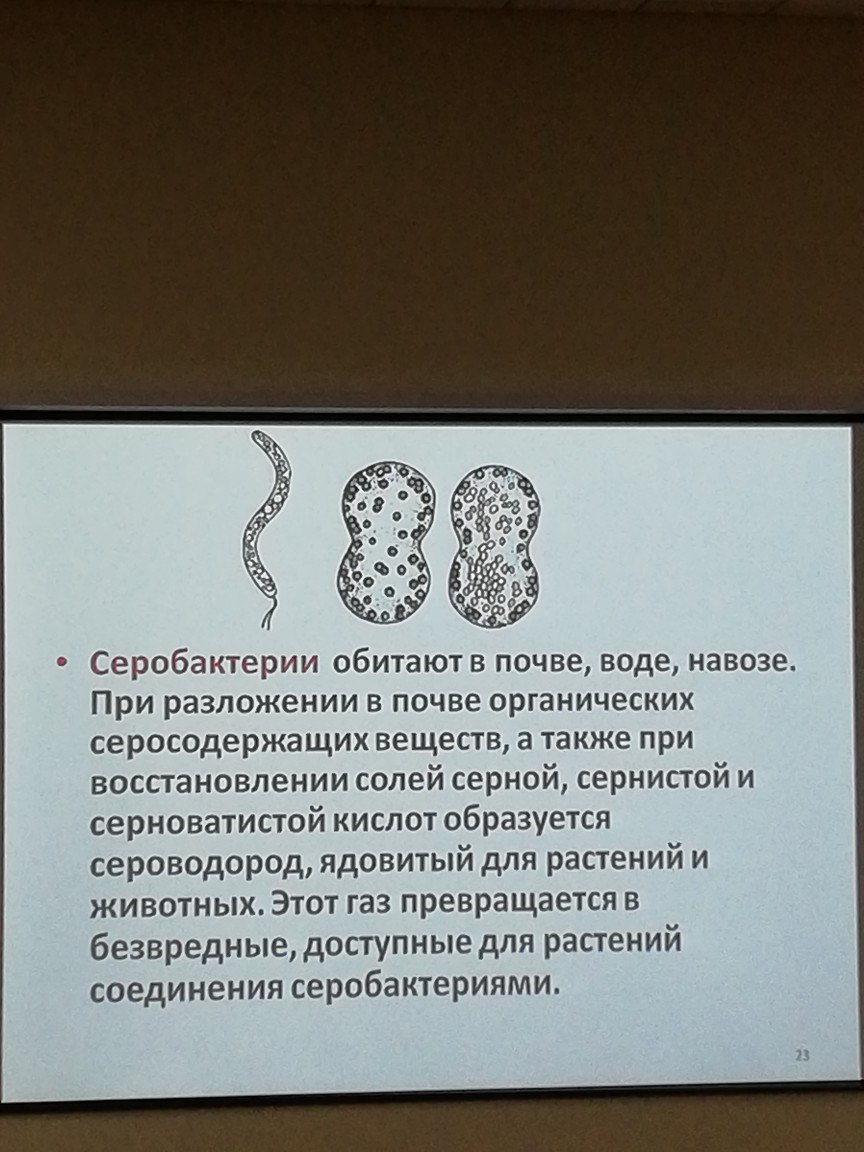 • Серобактерии обитают в почве, воде, навозе.
При разложении в почве органических
серосодержащих веществ, а также при
восстановлении солей серной, сернистой и
серноватистой кислот образуется
сероводород, ядовитый для растений и
животных. Этот газ превращается в
безвредные, доступные для растений
соединения серобактериями.
23